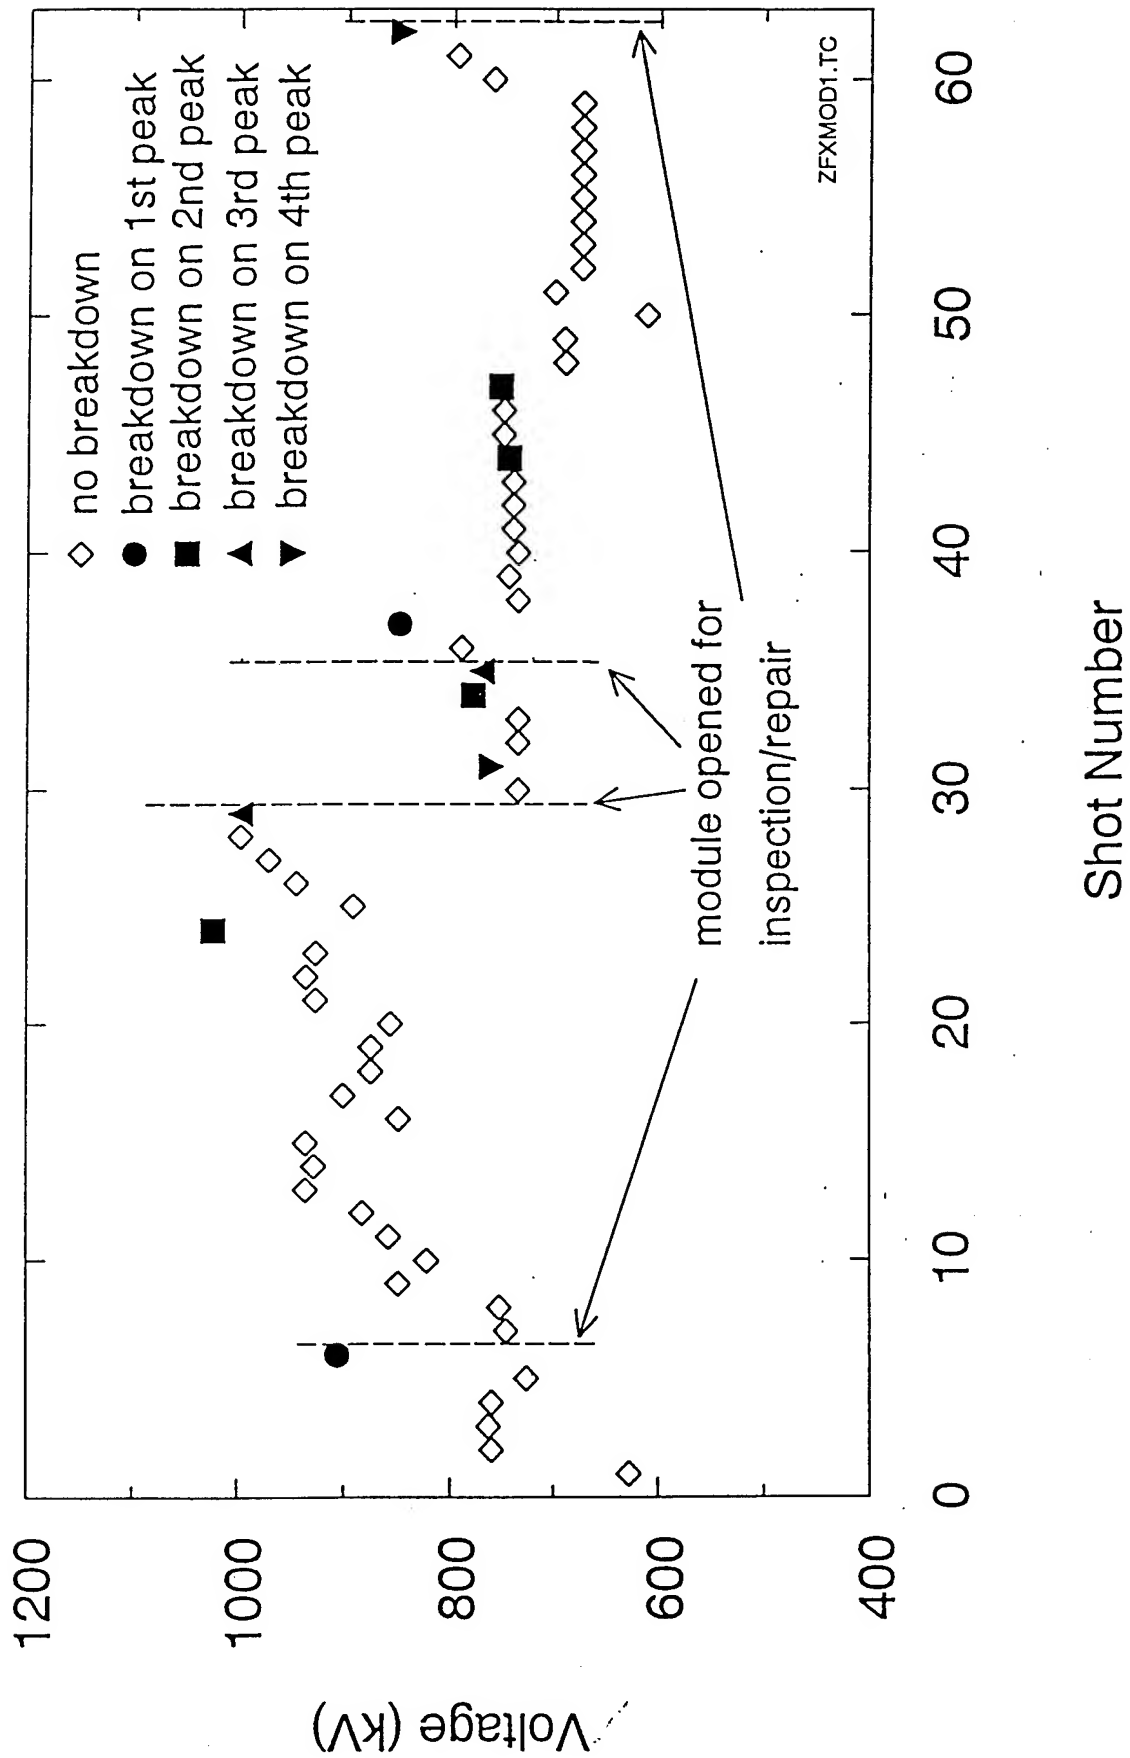 1200
1000
800
600
400
Voltage (kV)
0
10
20
30
40
50
60
Shot Number
no breakdown
breakdown on 1st peak
breakdown on 2nd peak
breakdown on 3rd peak
breakdown on 4th peak
module opened for
inspection/repair
ZFXMOD1.TC